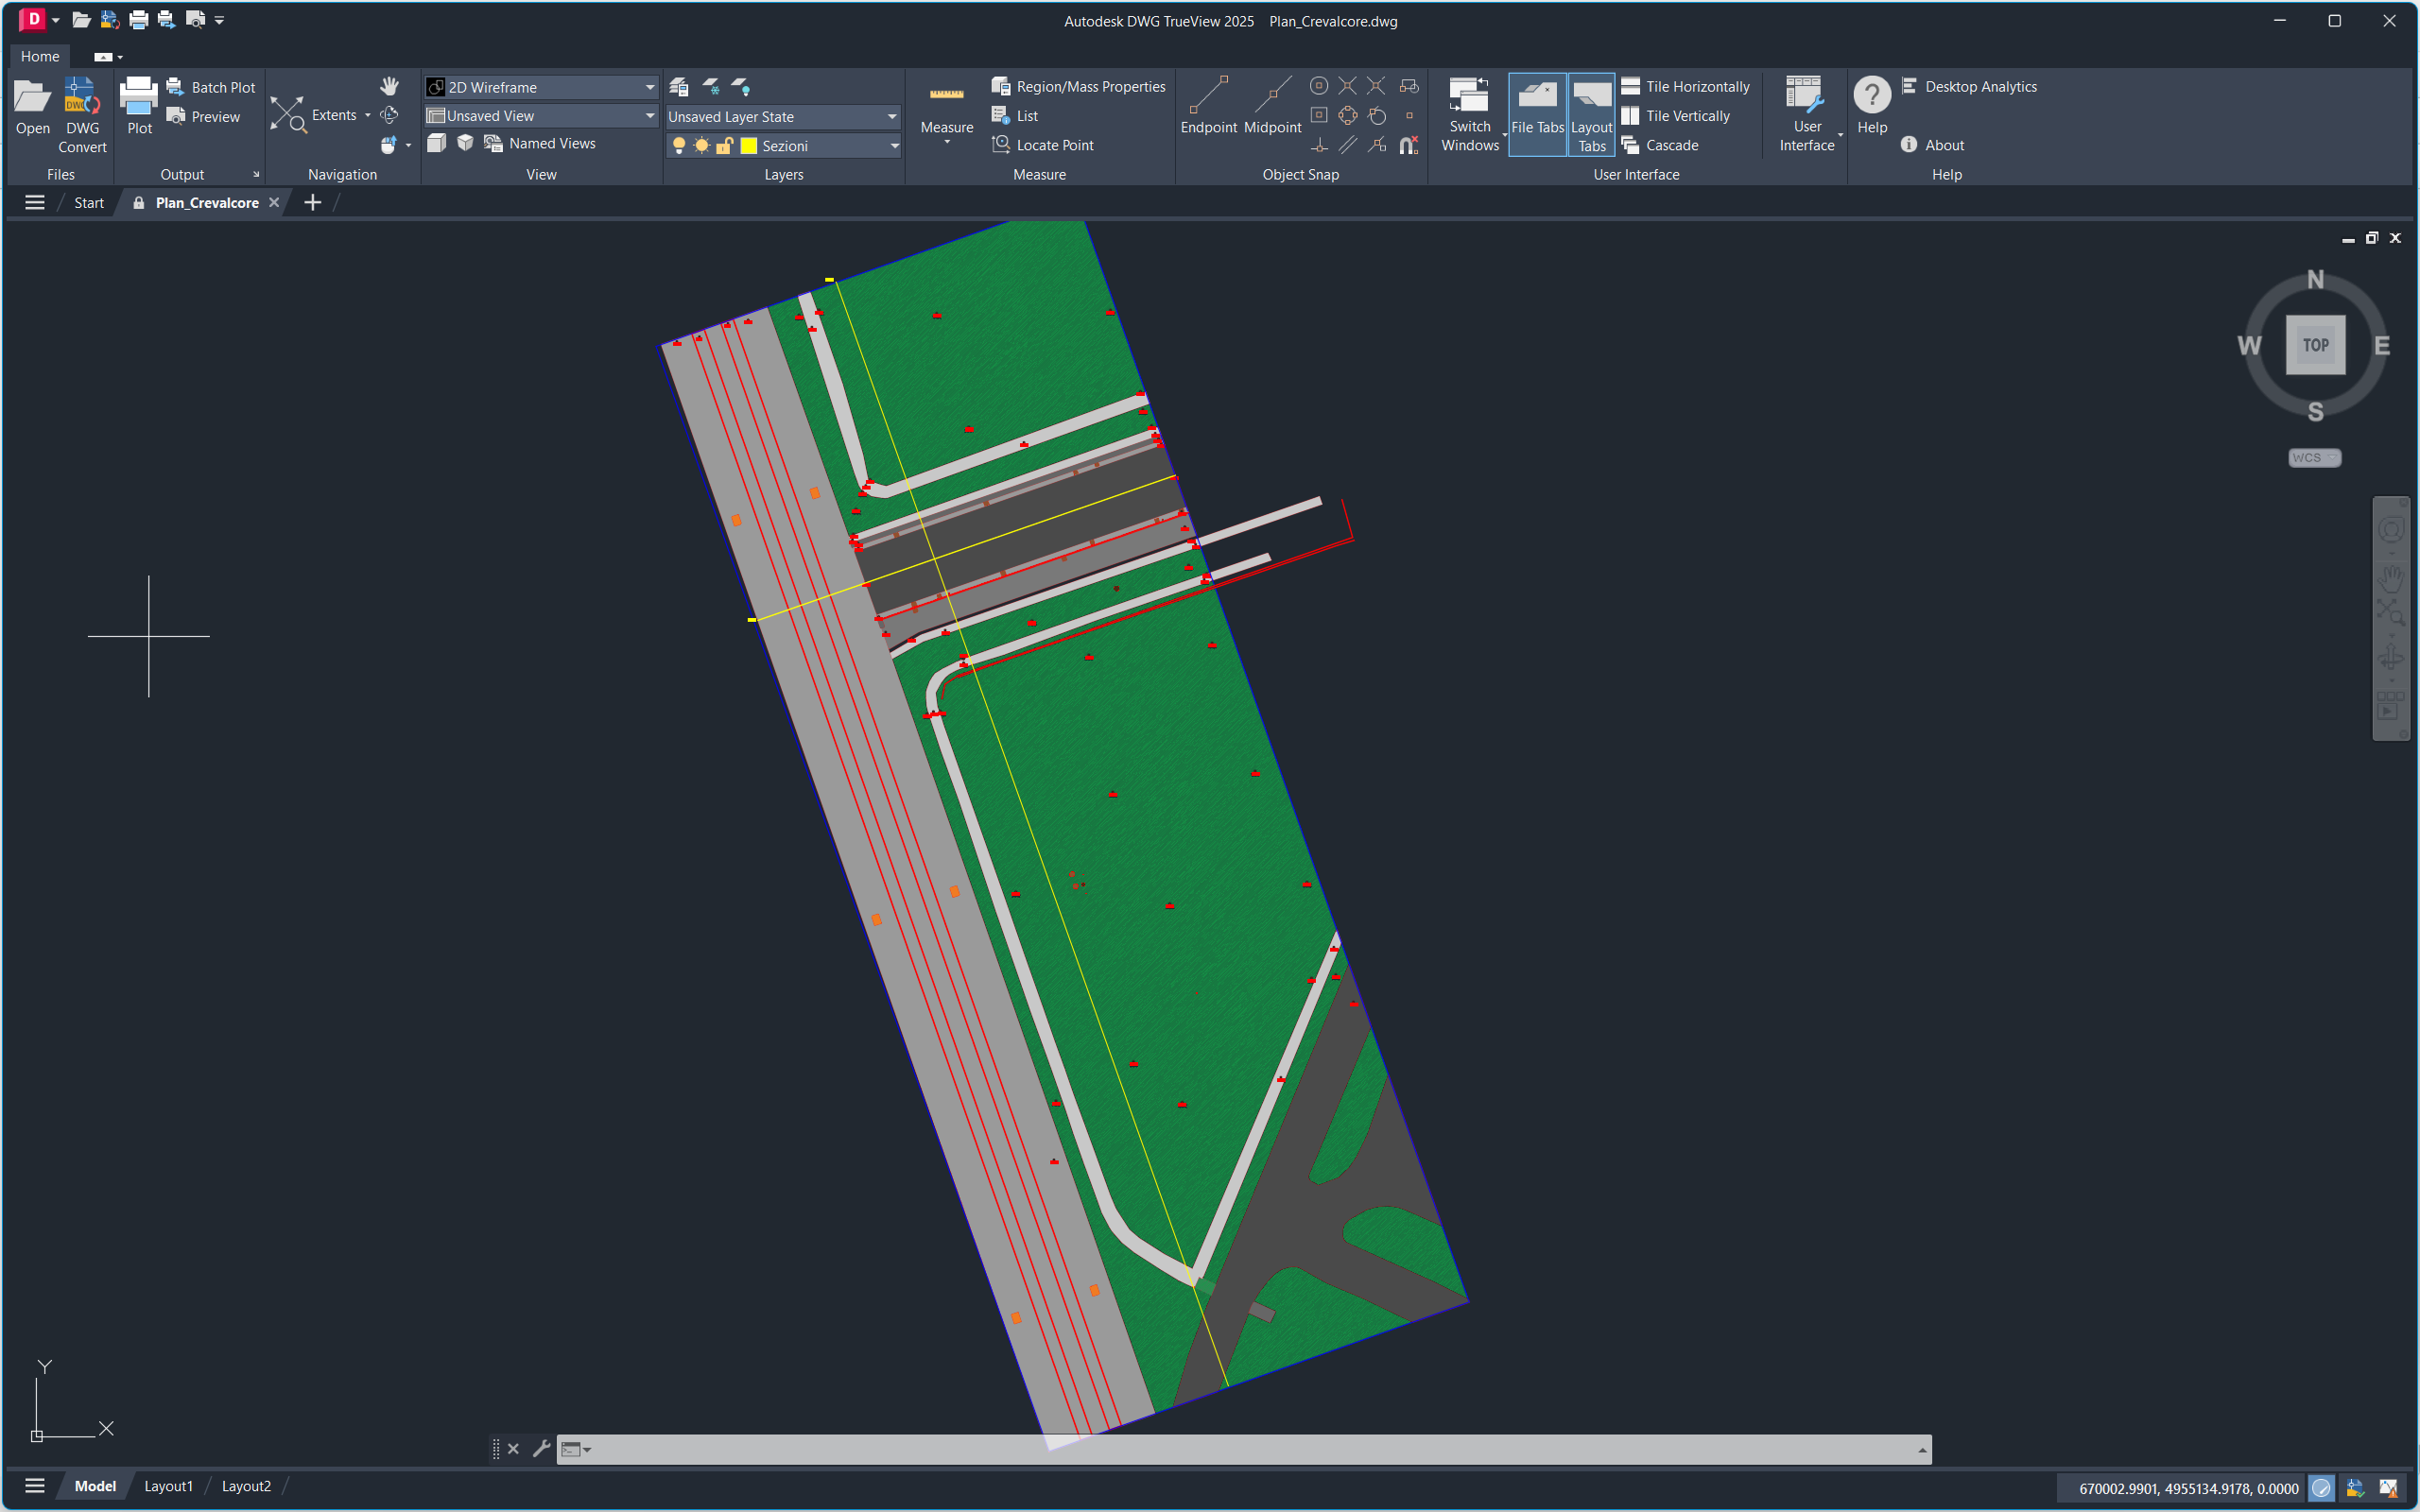 D
Autodesk DWG TrueView 2025 Plan_Crevalcore.dwg
Home
Open
DWG Convert
Files
Plot
Batch Plot
Preview
Output
Extents
Navigation
2D Wireframe
Unsaved View
Named Views
View
Unsaved Layer State
Sezioni
Layers
Measure
Region/Mass Properties
List
Locate Point
Measure
Endpoint
Midpoint
Object Snap
Switch Windows
File Tabs
Layout Tabs
Tile Horizontally
Tile Vertically
Cascade
User Interface
User Interface
Help
Desktop Analytics
About
Help
Start
Plan_Crevalcore
N
W
TOP
E
S
WCS
Y
X
Model
Layout1
Layout2
670002.9901, 4955134.9178, 0.0000